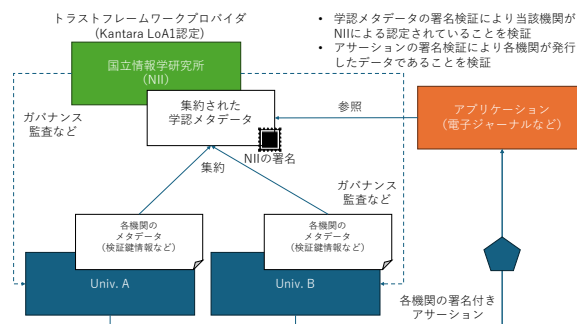 トラストフレームワークプロバイダ
(Kantara LoA1認定)
• 学認メタデータの署名検証により当該機関が
NIIによる認定されていることを検証
• アサーションの署名検証により各機関が発行
したデータであることを検証
国立情報学研究所
(NII)
集約された
学認メタデータ
ガバナンス
監査など
参照
アプリケーション
(電子ジャーナルなど)
NIIの署名
集約
ガバナンス
監査など
各機関の
メタデータ
(検証鍵情報など)
各機関の
メタデータ
(検証鍵情報など)
Univ. A
Univ. B
各機関の署名付き
アサーション